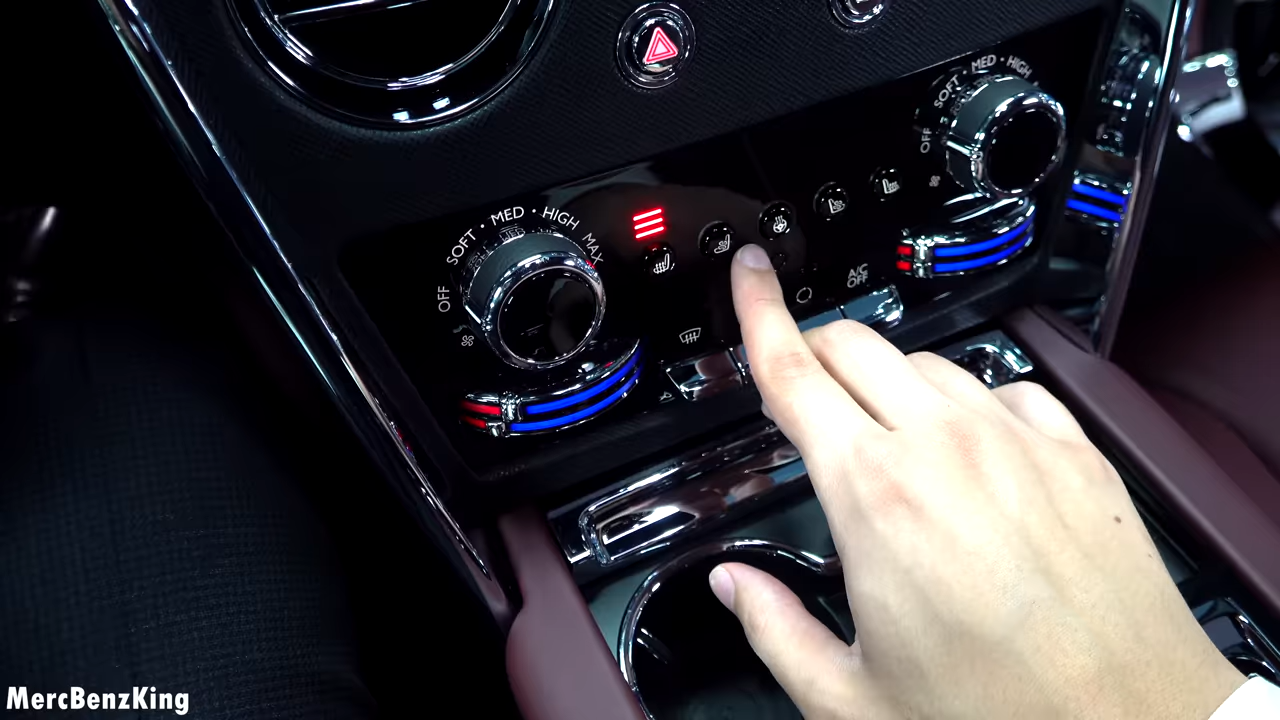 SOFT • MED • HIGH
OFF
SOFT • MED • HIGH
MAX
OFF
A/C
OFF
MercBenzKing